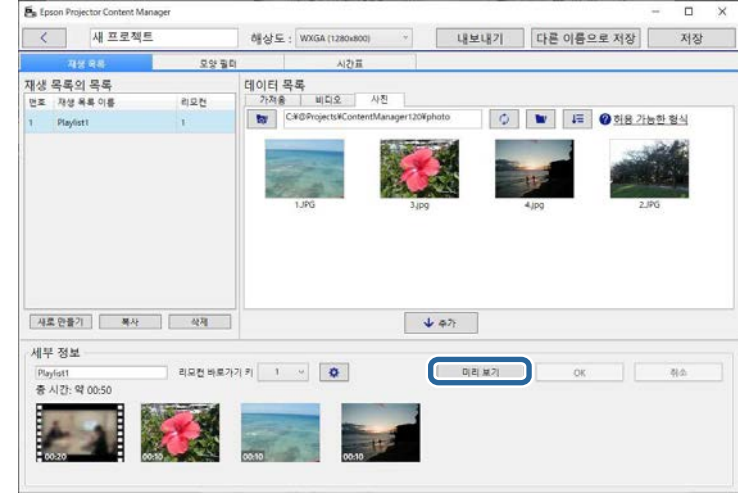 Epson Projector Content Manager
새 프로젝트 해상도 : WXGA (1280x800) 내보내기 다른 이름으로 저장 저장
재생 목록 모양 필터 시간표
재생 목록의 목록 데이터 목록
번호 재생 목록 이름 리모컨 가져옴 비디오 사진
1 Playlist1 1 C:₩@Projects₩ContentManager120₩photo 허용 가능한 형식
1.JPG 3.jpg 4.jpg 2.JPG
새로 만들기 복사 삭제 추가
세부 정보
Playlist1 리모컨 바로가기 키 1 미리 보기 OK 취소
총 시간: 약 00:50
00:20 00:10 00:10 00:10